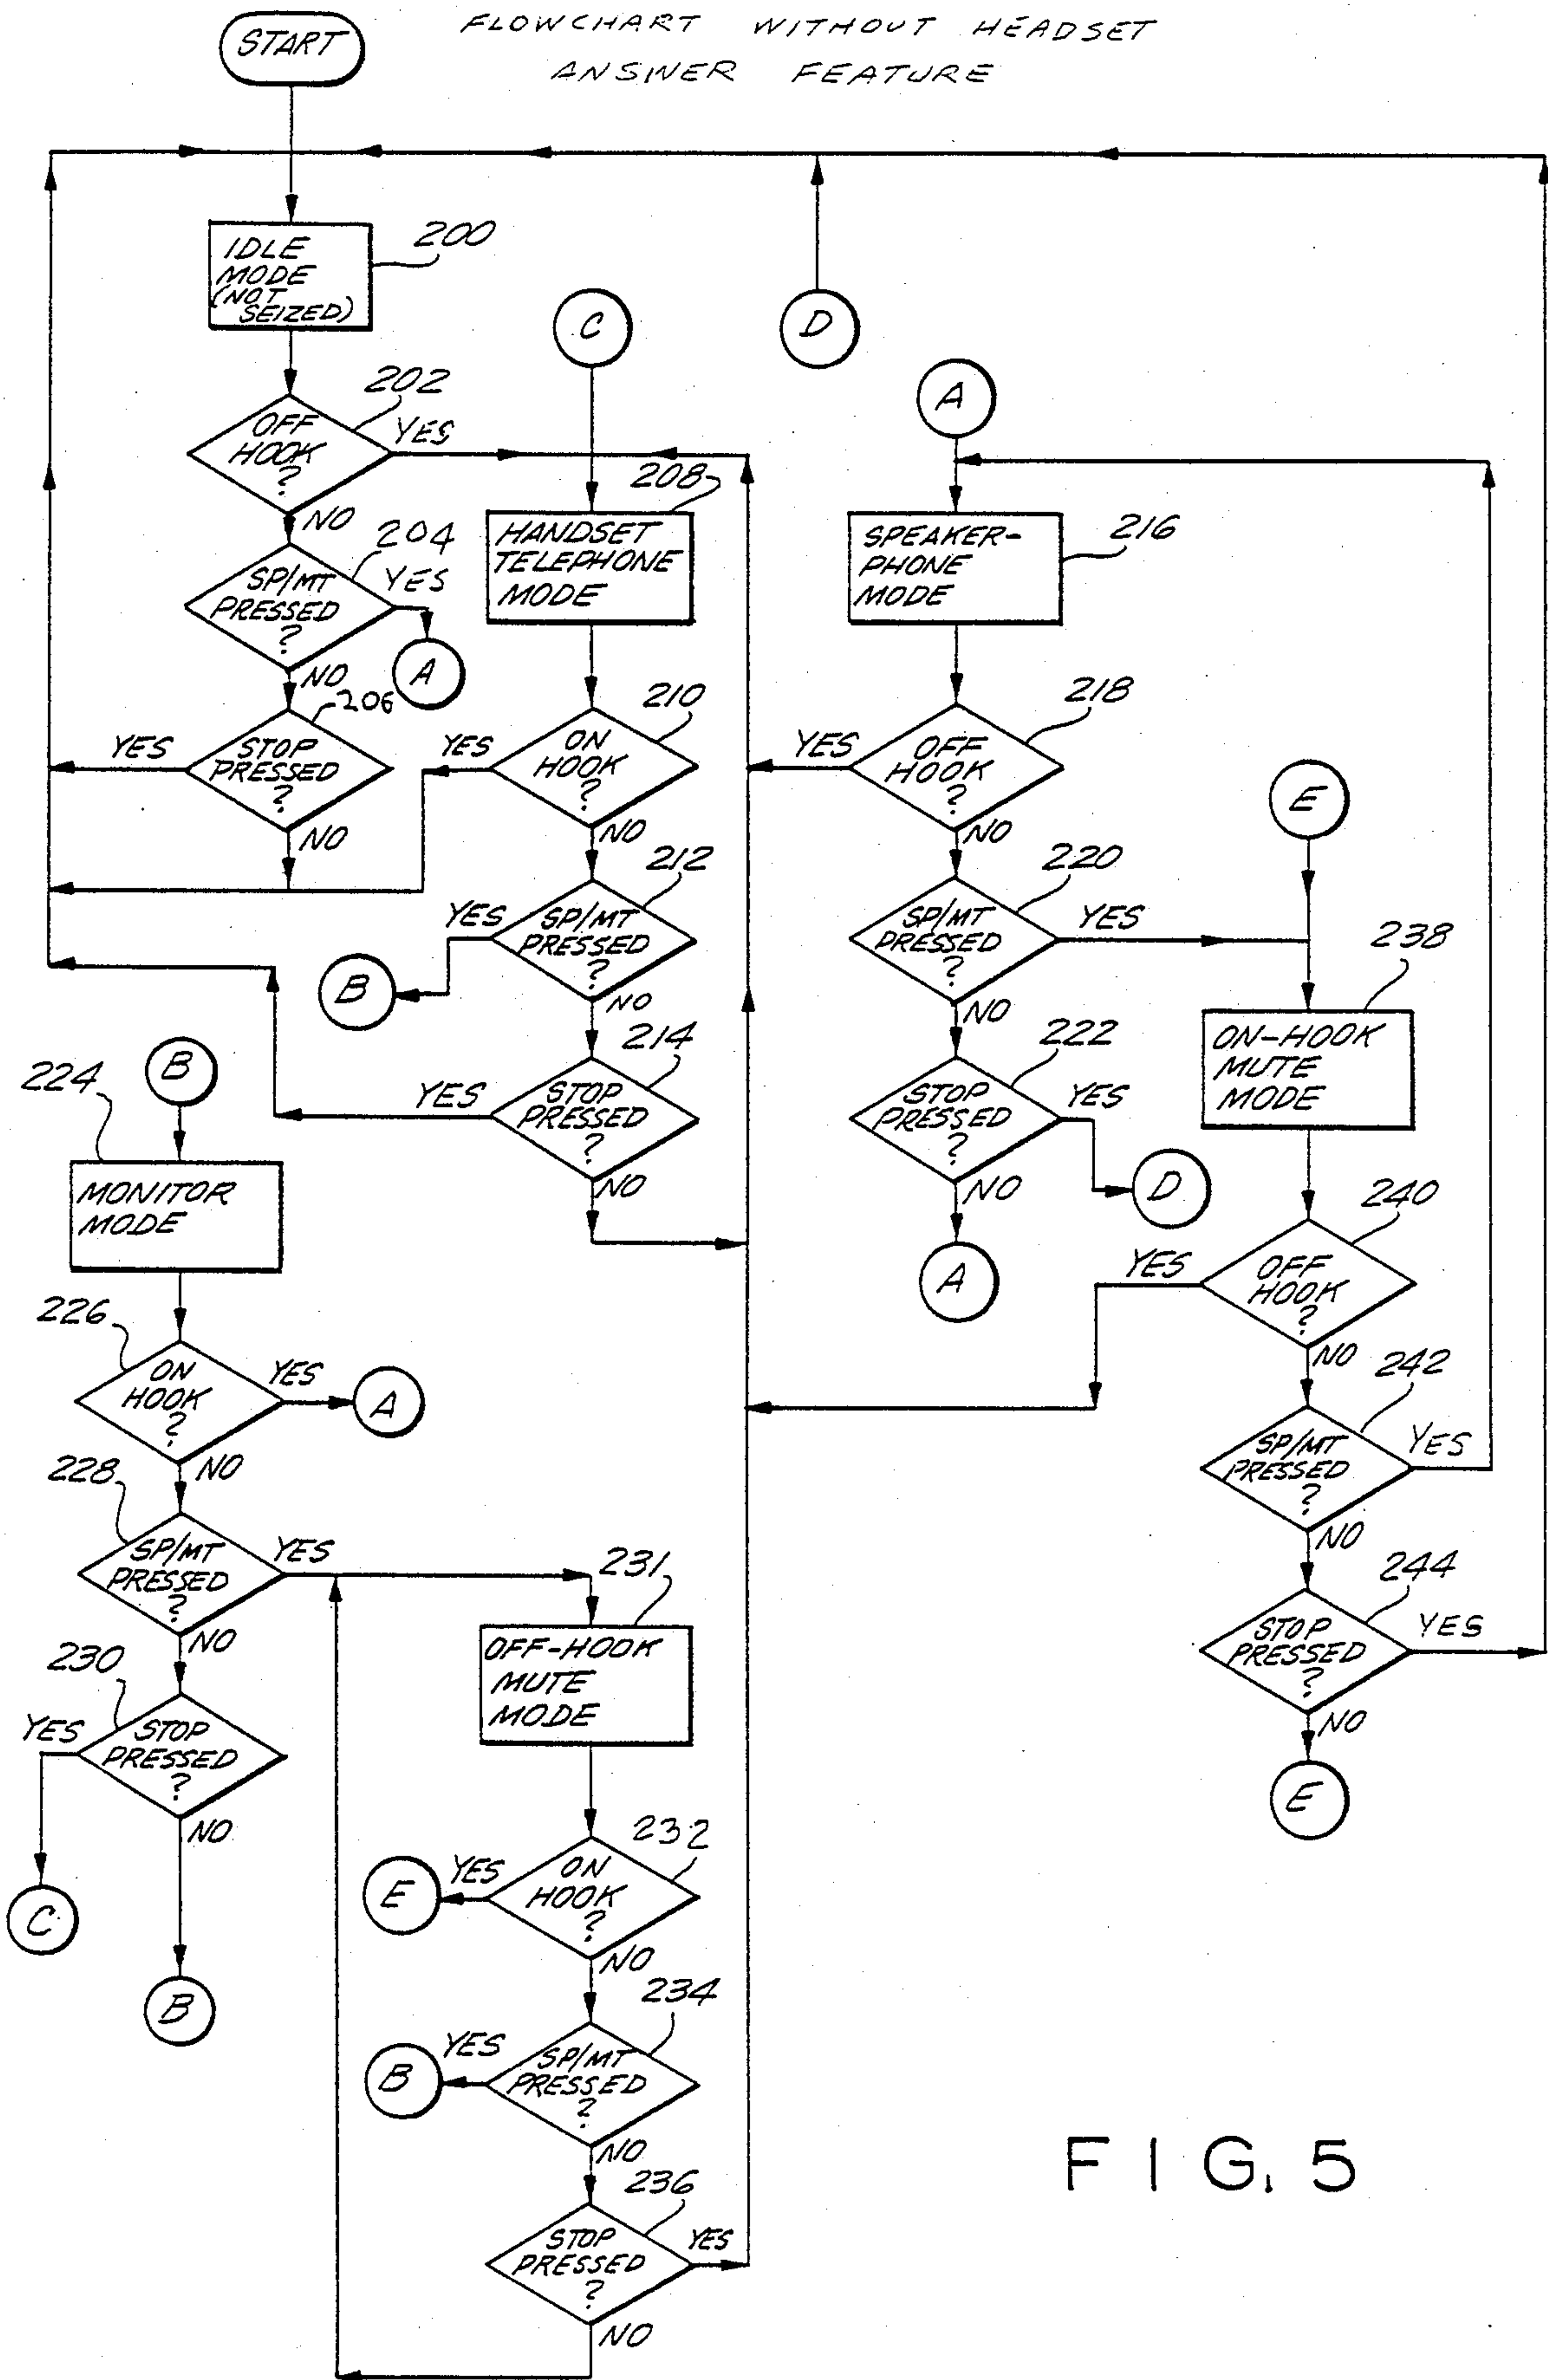 FLOWCHART WITHOUT HEADSET
ANSWER FEATURE
START
IDLE
MODE
(NOT
SEIZED)
200
C
D
A
202
OFF
HOOK
?
YES
NO
204
SP/MT
PRESSED
?
YES
A
NO
206
STOP
PRESSED
?
YES
NO
208
HANDSET
TELEPHONE
MODE
210
ON
HOOK
?
YES
NO
212
SP/MT
PRESSED
?
YES
B
NO
214
STOP
PRESSED
?
YES
NO
SPEAKER-
PHONE
MODE
216
218
OFF
HOOK
?
YES
NO
220
SP/MT
PRESSED
?
YES
NO
222
STOP
PRESSED
?
YES
D
NO
A
E
238
ON-HOOK
MUTE
MODE
240
OFF
HOOK
?
YES
NO
242
SP/MT
PRESSED
?
YES
NO
244
STOP
PRESSED
?
YES
NO
E
B
224
MONITOR
MODE
226
ON
HOOK
?
YES
A
NO
228
SP/MT
PRESSED
?
YES
NO
230
STOP
PRESSED
?
YES
C
NO
B
231
OFF-HOOK
MUTE
MODE
232
ON
HOOK
?
YES
E
NO
234
SP/MT
PRESSED
?
YES
B
NO
236
STOP
PRESSED
?
YES
NO
FIG. 5